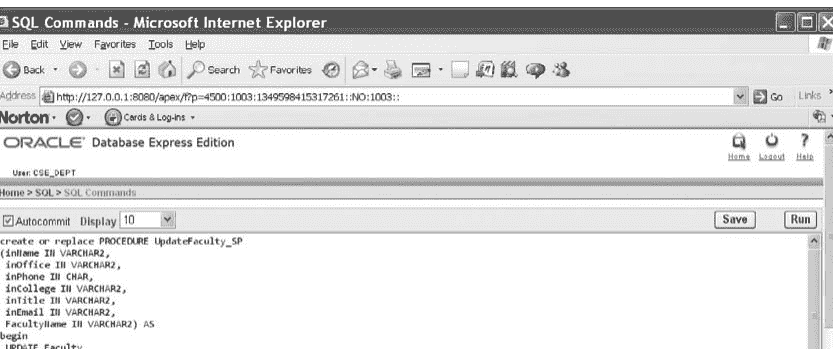 SQL Commands - Microsoft Internet Explorer
File Edit View Favorites Tools Help
Back Search Favorites
Address http://127.0.0.1:8080/apex/f?p=4500:1003:1349598415317261::NO:1003:: Go Links »
Norton Cards & Log-ins
ORACLE Database Express Edition
Home Logout Help
User: CSE_DEPT
Home > SQL > SQL Commands
Autocommit Display 10 Save Run
create or replace PROCEDURE UpdateFaculty_SP
(inName IN VARCHAR2,
inOffice IN VARCHAR2,
inPhone IN CHAR,
inCollege IN VARCHAR2,
inTitle IN VARCHAR2,
inEmail IN VARCHAR2,
FacultyName IN VARCHAR2) AS
begin
UPDATE Faculty